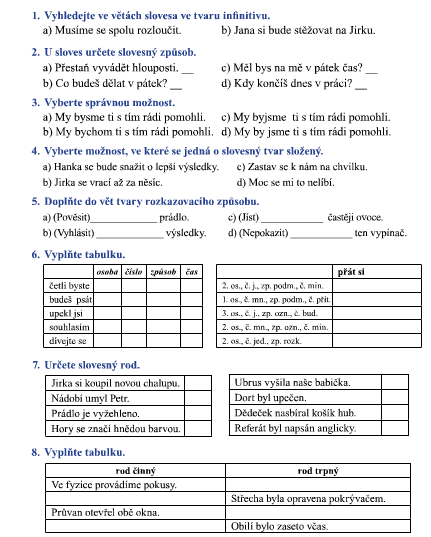 1. Vyhledejte ve větách slovesa ve tvaru infinitivu.
a) Musíme se spolu rozloučit. b) Jana si bude stěžovat na Jirku.
2. U sloves určete slovesný způsob.
a) Přestaň vyvádět hlouposti. __ c) Měl bys na mě v pátek čas? __
b) Co budeš dělat v pátek? __ d) Kdy končíš dnes v práci? __
3. Vyberte správnou možnost.
a) My bysme ti s tím rádi pomohli. c) My byjsme ti s tím rádi pomohli.
b) My bychom ti s tím rádi pomohli. d) My by jsme ti s tím rádi pomohli.
4. Vyberte možnost, ve které se jedná o slovesný tvar složený.
a) Hanka se bude snažit o lepší výsledky. c) Zastav se k nám na chvilku.
b) Jirka se vrací až za něsíc. d) Moc se mi to nelíbí.
5. Doplňte do vět tvary rozkazovacího způsobu.
a) (Pověsit)____________ prádlo. c) (Jíst) ____________ častěji ovoce.
b) (Vyhlásit) ____________ výsledky. d) (Nepokazit) ____________ ten vypínač.
6. Vyplňte tabulku.
osoba číslo způsob čas
přát si
četli byste
2. os., č. j., zp. podm., č. min.
budeš psát
1. os., č. mn., zp. podm., č. přít.
upekl jsi
3. os., č. j., zp. ozn., č. bud.
souhlasím
2. os., č. mn., zp. ozn., č. min.
dívejte se
2. os., č. jed., zp. rozk.
7. Určete slovesný rod.
Jirka si koupil novou chalupu.
Ubrus vyšila naše babička.
Nádobí umyl Petr.
Dort byl upečen.
Prádlo je vyžehleno.
Dědeček nasbíral košík hub.
Hory se značí hnědou barvou.
Referát byl napsán anglicky.
8. Vyplňte tabulku.
rod činný rod trpný
Ve fyzice provádíme pokusy.
Střecha byla opravena pokrývačem.
Průvan otevřel obě okna.
Obilí bylo zaseto včas.